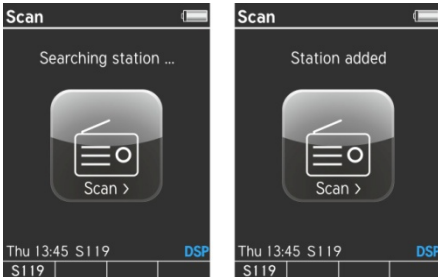 Scan
Searching station ...
Scan >
Thu 13:45 S119 DSP
S119
Scan
Station added
Scan >
Thu 13:45 S119 DSP
S119